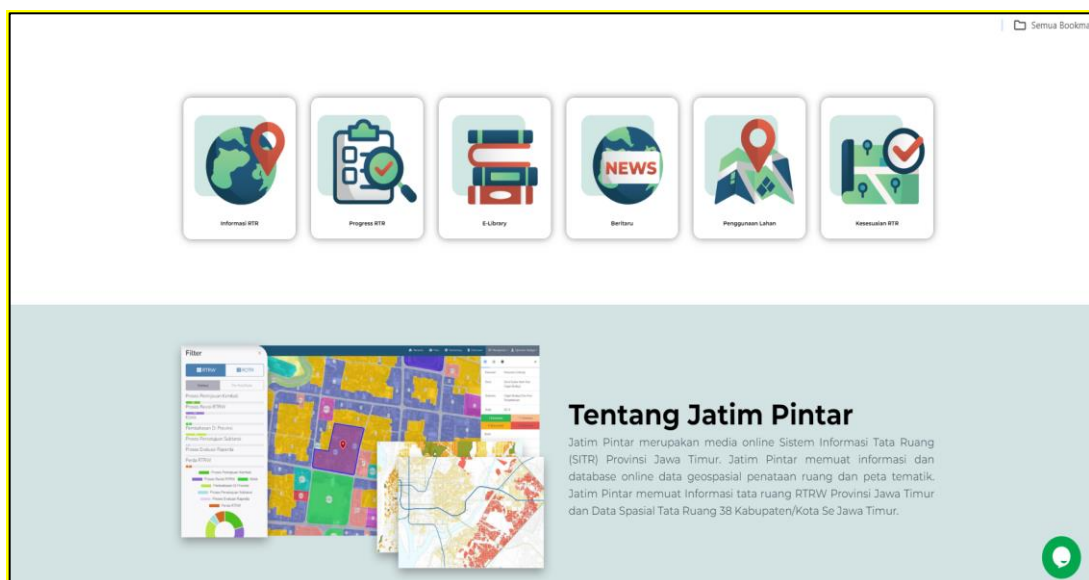 Semua Bookma
NEWS
Informasi RTR
Progress RTR
E-Library
Beritaru
Penggunaan Lahan
Kesesuaian RTR
Filter
RTRW
Tentang Jatim Pintar
Jatim Pintar merupakan media online Sistem Informasi Tata Ruang
(SITR) Provinsi Jawa Timur. Jatim Pintar memuat informasi dan
database online data geospasial penataan ruang dan peta tematik.
Jatim Pintar memuat Informasi tata ruang RTRW Provinsi Jawa Timur
dan Data Spasial Tata Ruang 38 Kabupaten/Kota Se Jawa Timur.